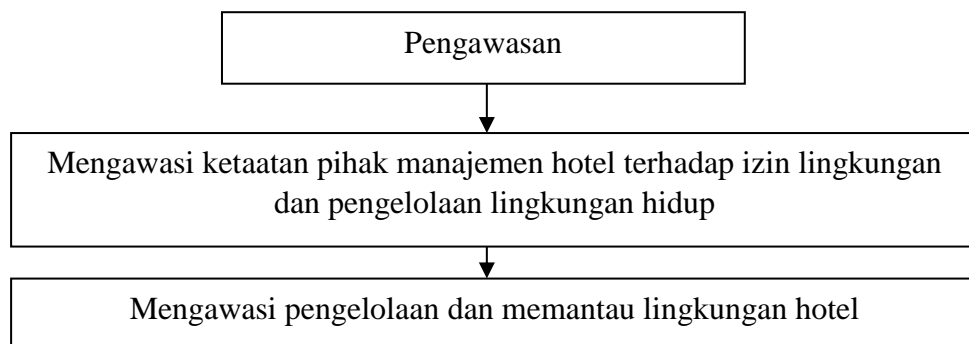 Pengawasan
Mengawasi ketaatan pihak manajemen hotel terhadap izin lingkungan
dan pengelolaan lingkungan hidup
Mengawasi pengelolaan dan memantau lingkungan hotel